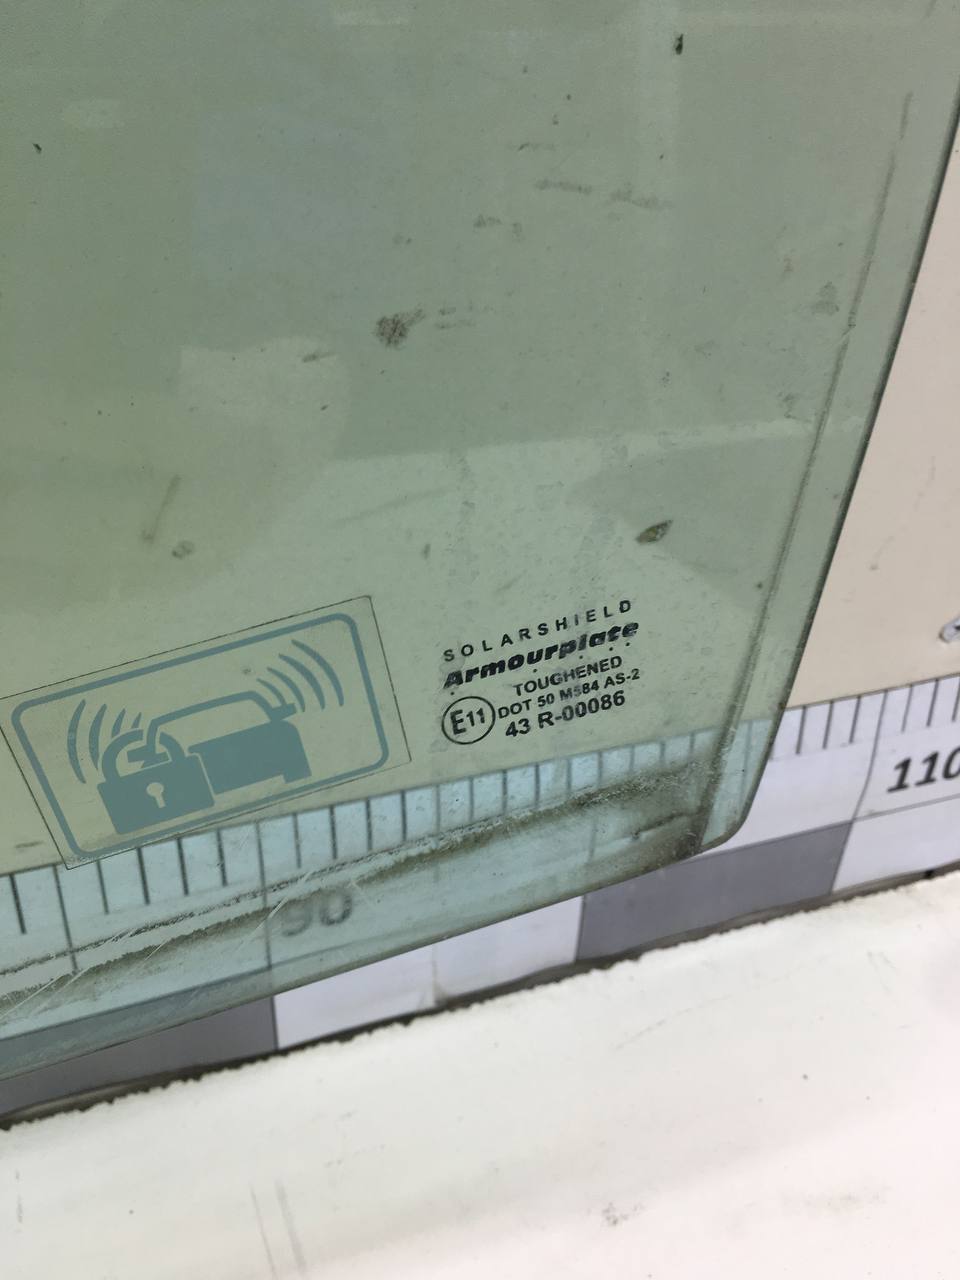 SOLARSHIELD
Armourplate
TOUGHENED
E11 DOT 50 M584 AS-2
43 R-00086
110
90